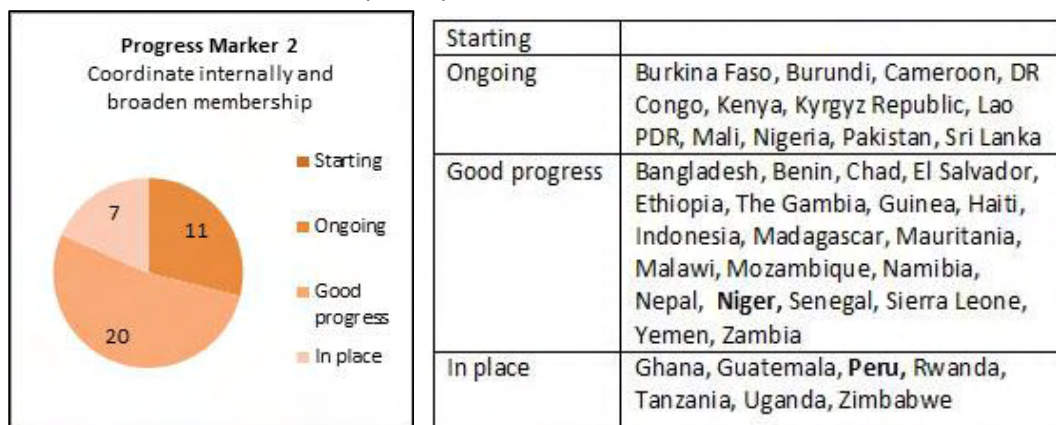 Progress Marker 2
Coordinate internally and
broaden membership
Starting
Ongoing
Good
progress
In place
7
11
20
Starting
Ongoing
Burkina Faso, Burundi, Cameroon, DR
Congo, Kenya, Kyrgyz Republic, Lao
PDR, Mali, Nigeria, Pakistan, Sri Lanka
Good progress
Bangladesh, Benin, Chad, El Salvador,
Ethiopia, The Gambia, Guinea, Haiti,
Indonesia, Madagascar, Mauritania,
Malawi, Mozambique, Namibia,
Nepal, Niger, Senegal, Sierra Leone,
Yemen, Zambia
In place
Ghana, Guatemala, Peru, Rwanda,
Tanzania, Uganda, Zimbabwe